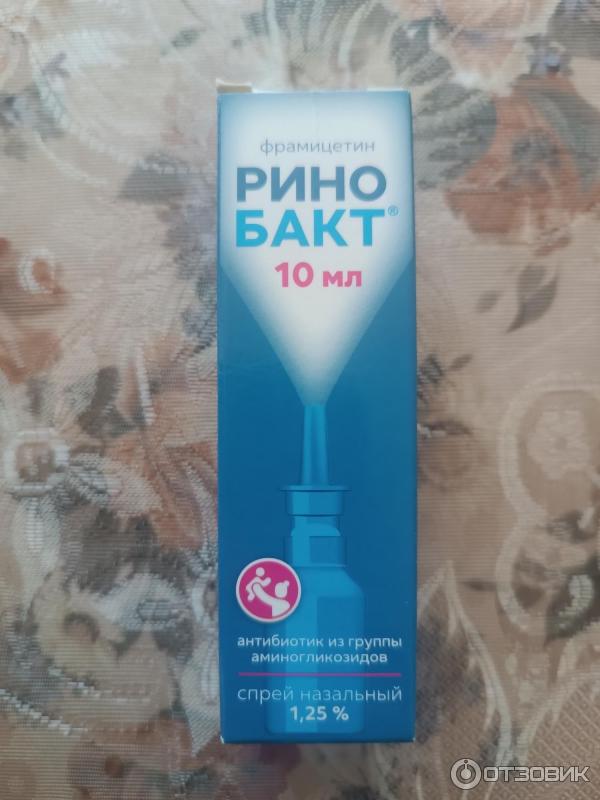 фрамицетин
РИНО
БАКТ®
10 мл
антибиотик из группы
аминогликозидов
спрей назальный
1,25 %
ОТЗОВИК